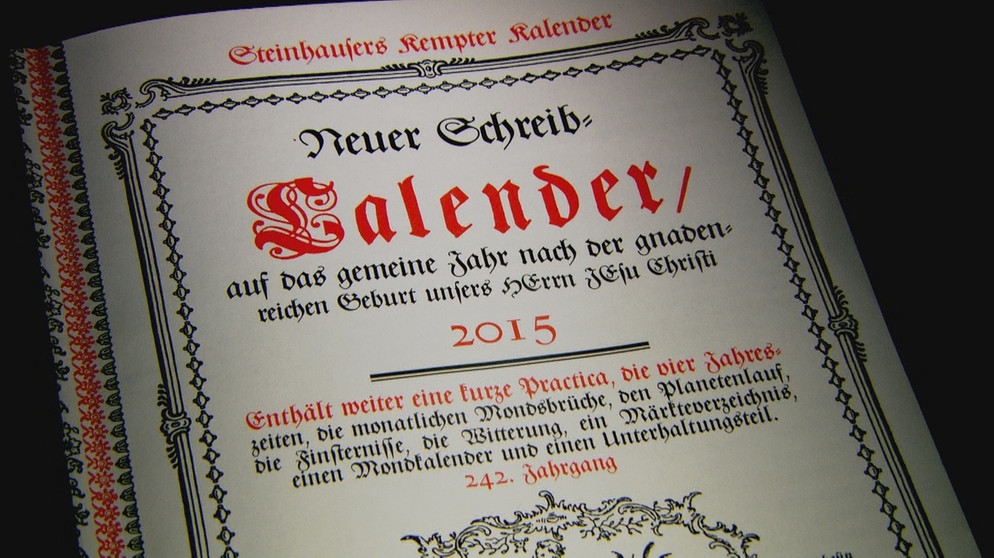 Steinhauſers Kempter Kalender
Neuer Schreib⸗
Calender/
auf das gemeine Jahr nach der gnaden⸗
reichen Geburt unſers HErrn JEſu Chriſti
2015
Enthält weiter eine kurze Practica, die vier Jahres⸗
zeiten, die monatlichen Mondsbrüche, den Planetenlauf,
die Finſterniſſe, die Witterung, ein Märkteverzeichnis,
einen Mondkalender und einen Unterhaltungsteil.
242. Jahrgang